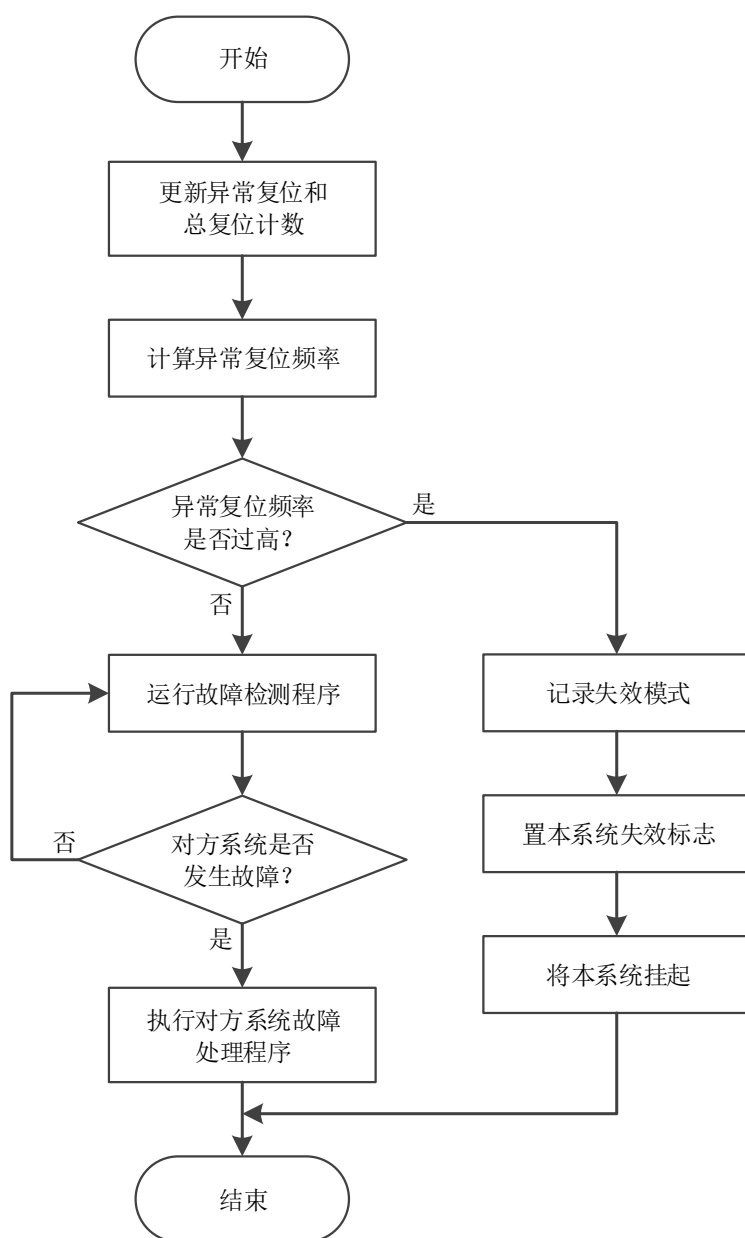 开始
更新异常复位和
总复位计数
计算异常复位频率
异常复位频率
是否过高？
是
否
运行故障检测程序
记录失效模式
对方系统是否
发生故障？
否
是
置本系统失效标志
将本系统挂起
执行对方系统故障
处理程序
结束